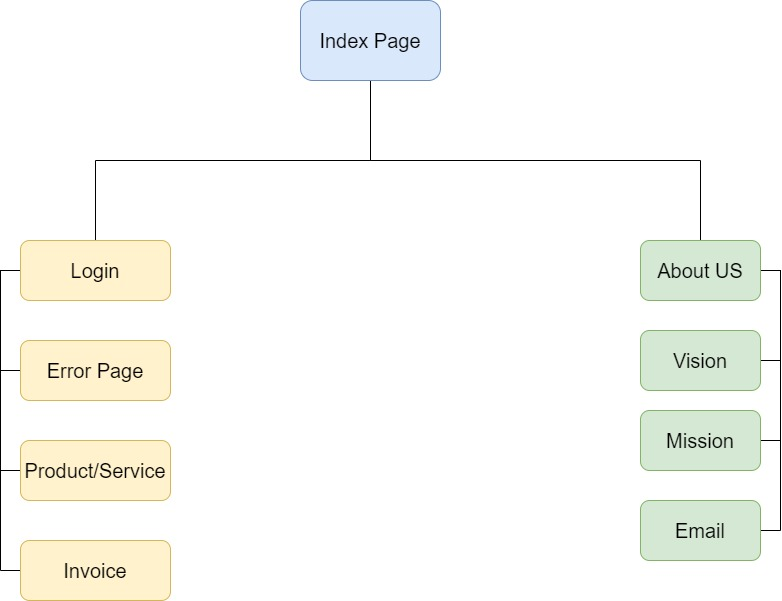 Index Page
Login
About US
Error Page
Vision
Mission
Product/Service
Email
Invoice